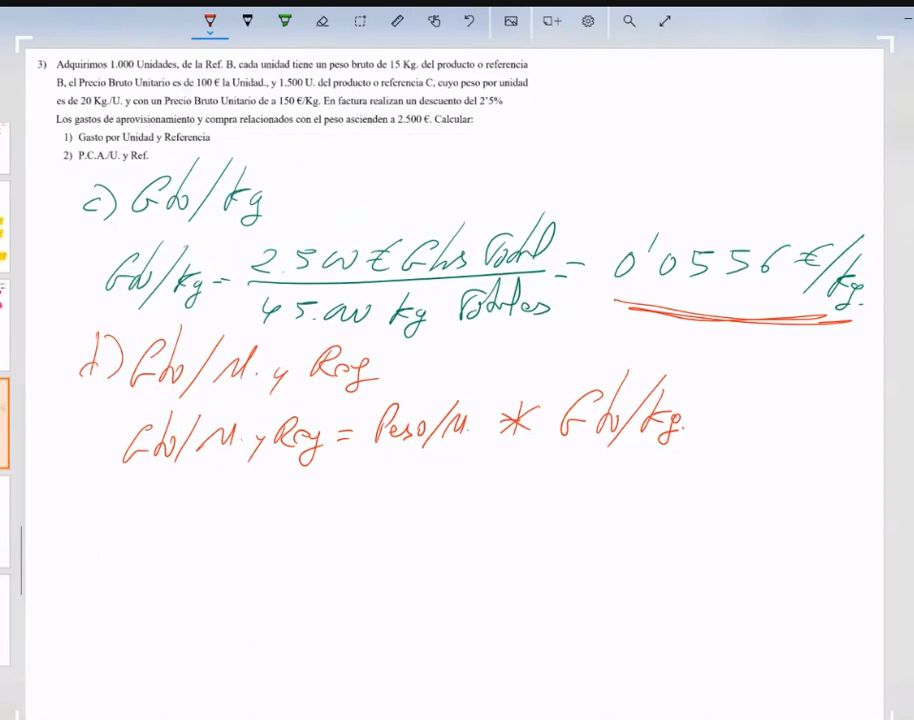 3) Adquirimos 1.000 Unidades, de la Ref. B, cada unidad tiene un peso bruto de 15 Kg. del producto o referencia
B, el Precio Bruto Unitario es de 100 € la Unidad., y 1.500 U. del producto o referencia C, cuyo peso por unidad
es de 20 Kg./U. y con un Precio Bruto Unitario de a 150 €/Kg. En factura realizan un descuento del 2'5%
Los gastos de aprovisionamiento y compra relacionados con el peso ascienden a 2.500 €. Calcular:
1) Gasto por Unidad y Referencia
2) P.C.A./U. y Ref.
c) Gto/kg
Gto/kg = 2.500 € Gtos Total / 45.000 kg Totales = 0'0556 €/kg.
d) Gto/U. y Ref
Gto/U. y Ref = Peso/U. * Gto/kg.